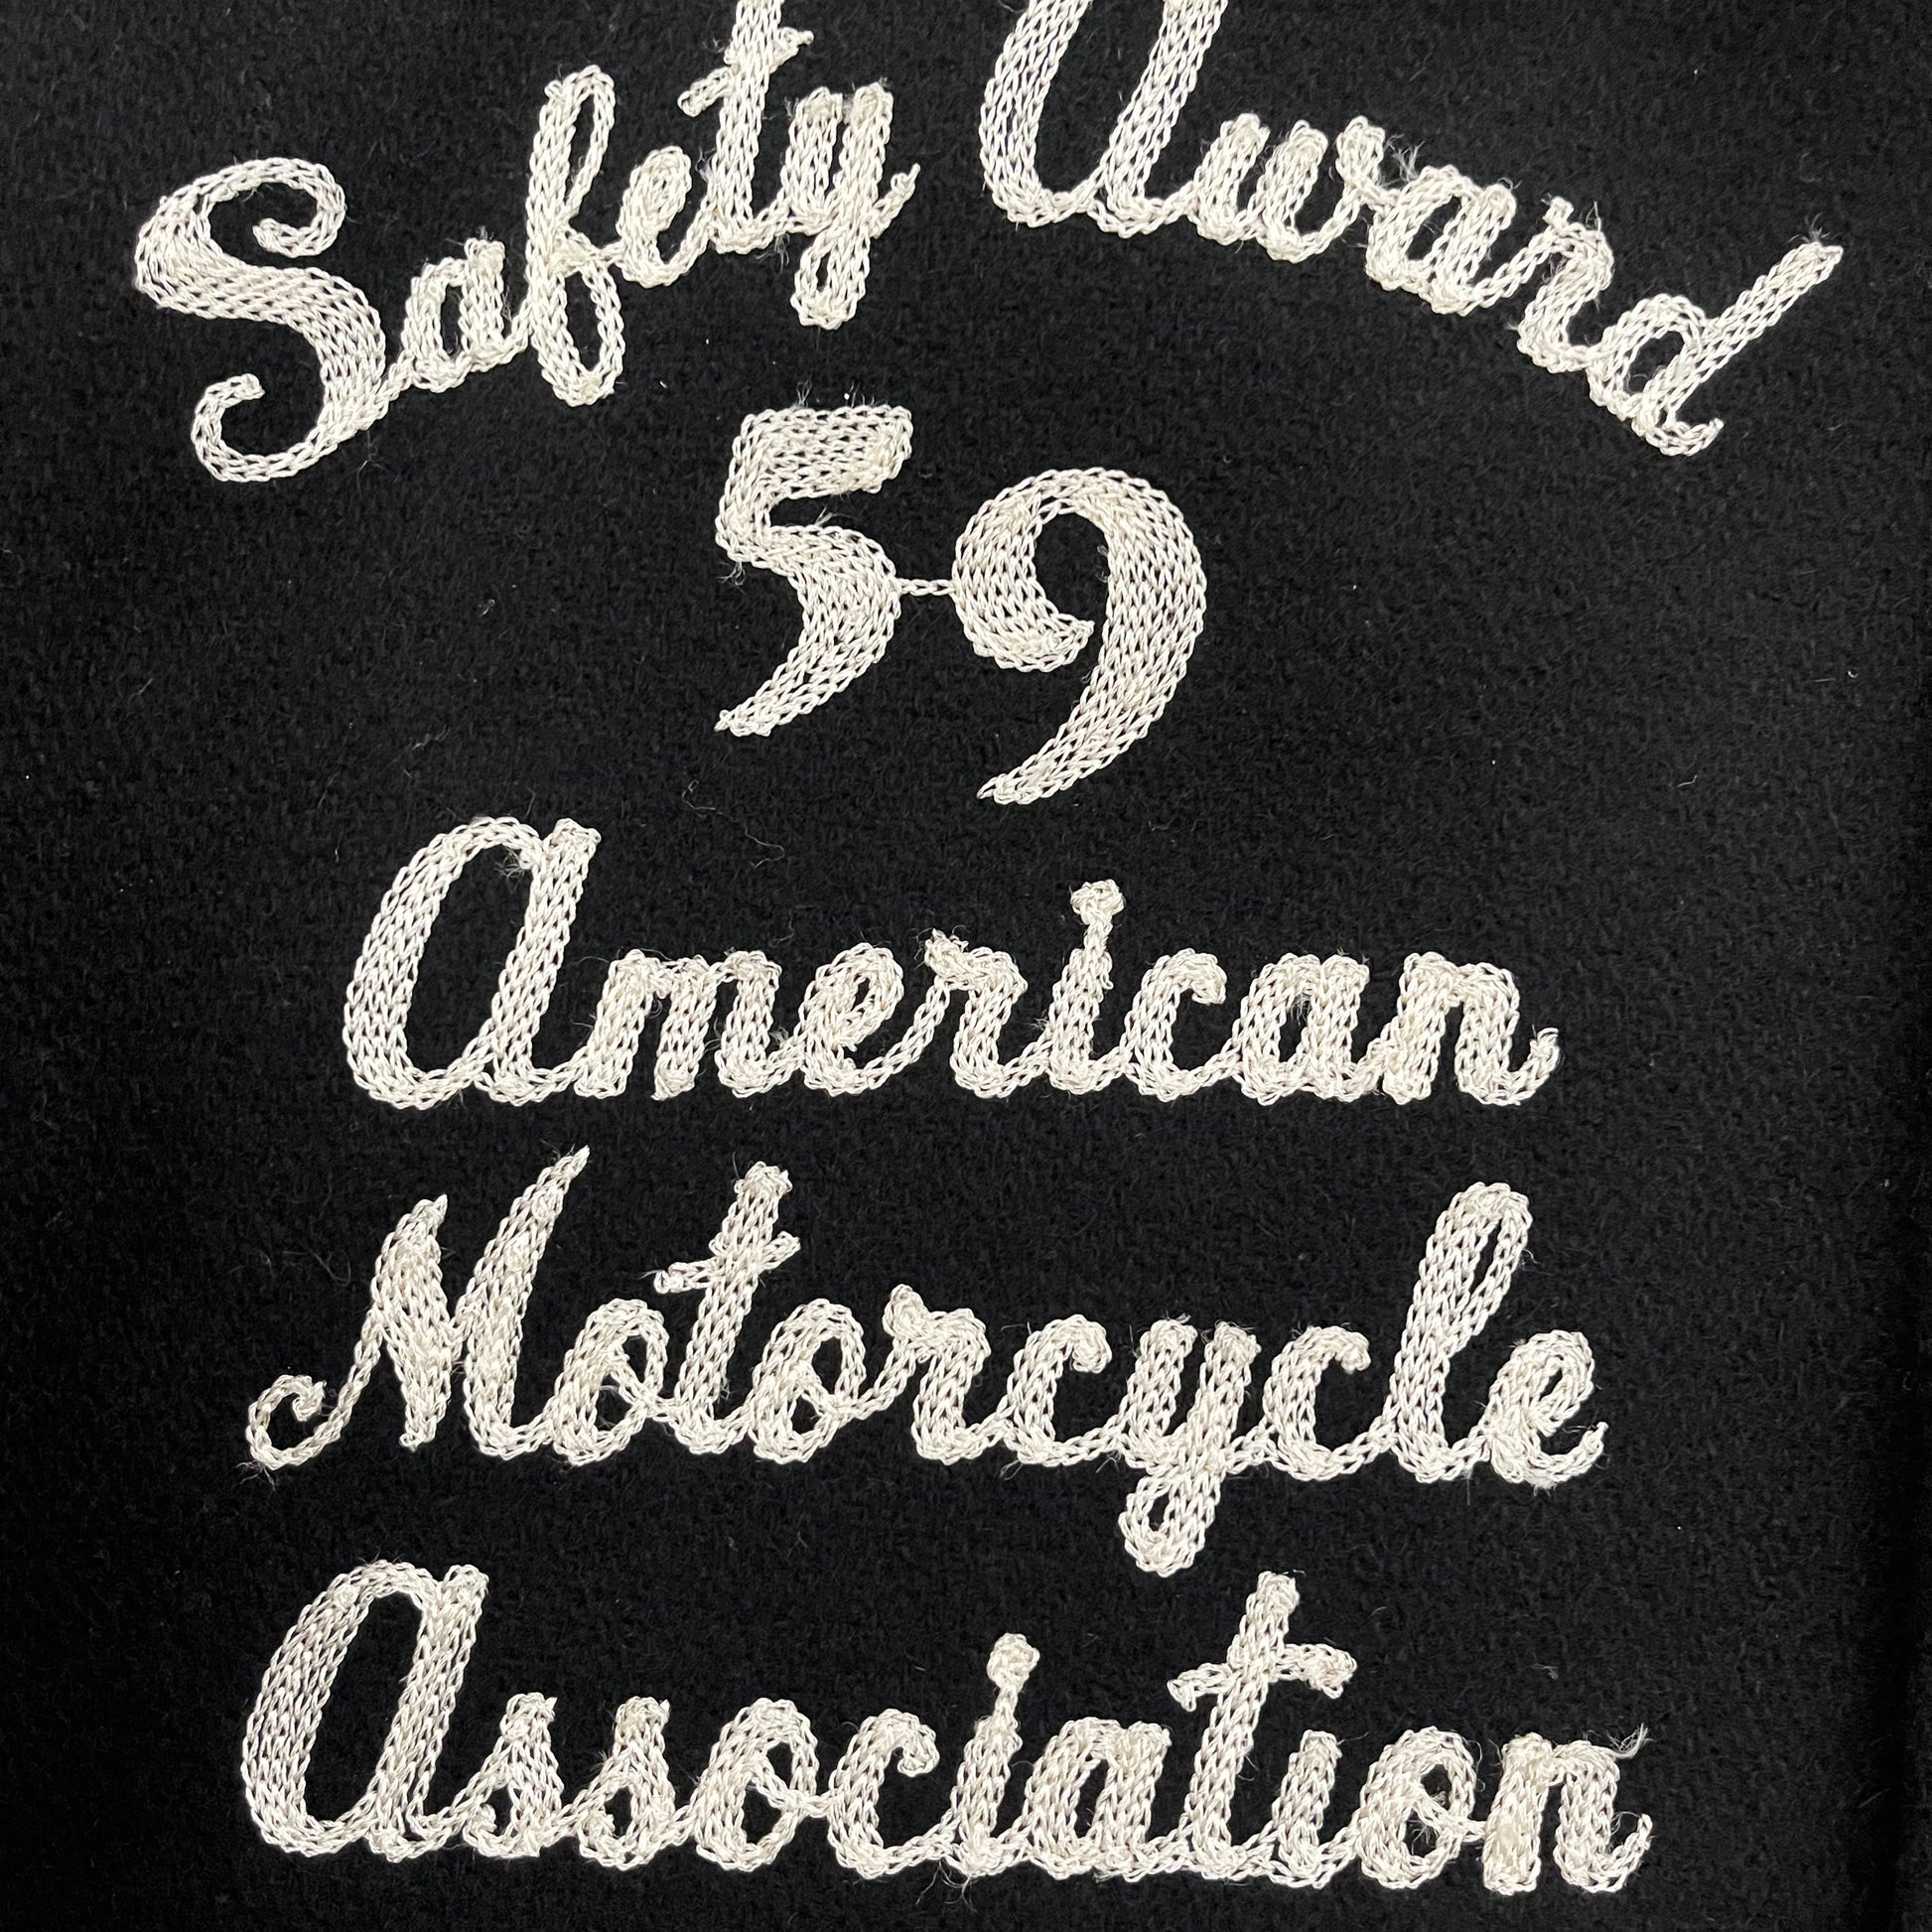 Safety Award
59
American
Motorcycle
Association